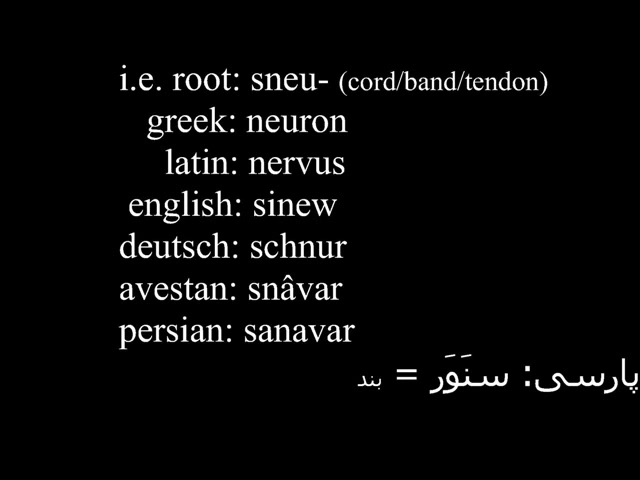 i.e. root: sneu- (cord/band/tendon)
greek: neuron
latin: nervus
english: sinew
deutsch: schnur
avestan: snâvar
persian: sanavar
پارسی: سنَوَر = بند